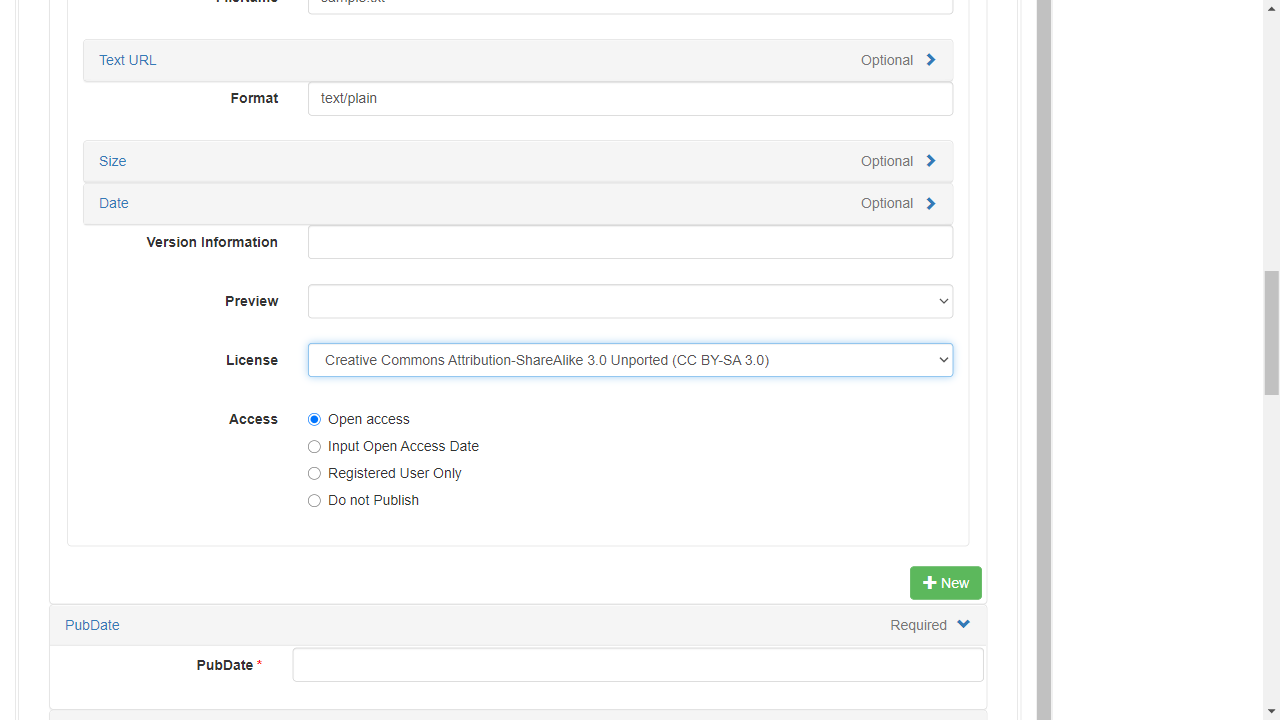 Text URL Optional
Format text/plain
Size Optional
Date Optional
Version Information
Preview
License Creative Commons Attribution-ShareAlike 3.0 Unported (CC BY-SA 3.0)
Access Open access
Input Open Access Date
Registered User Only
Do not Publish
New
PubDate Required
PubDate *